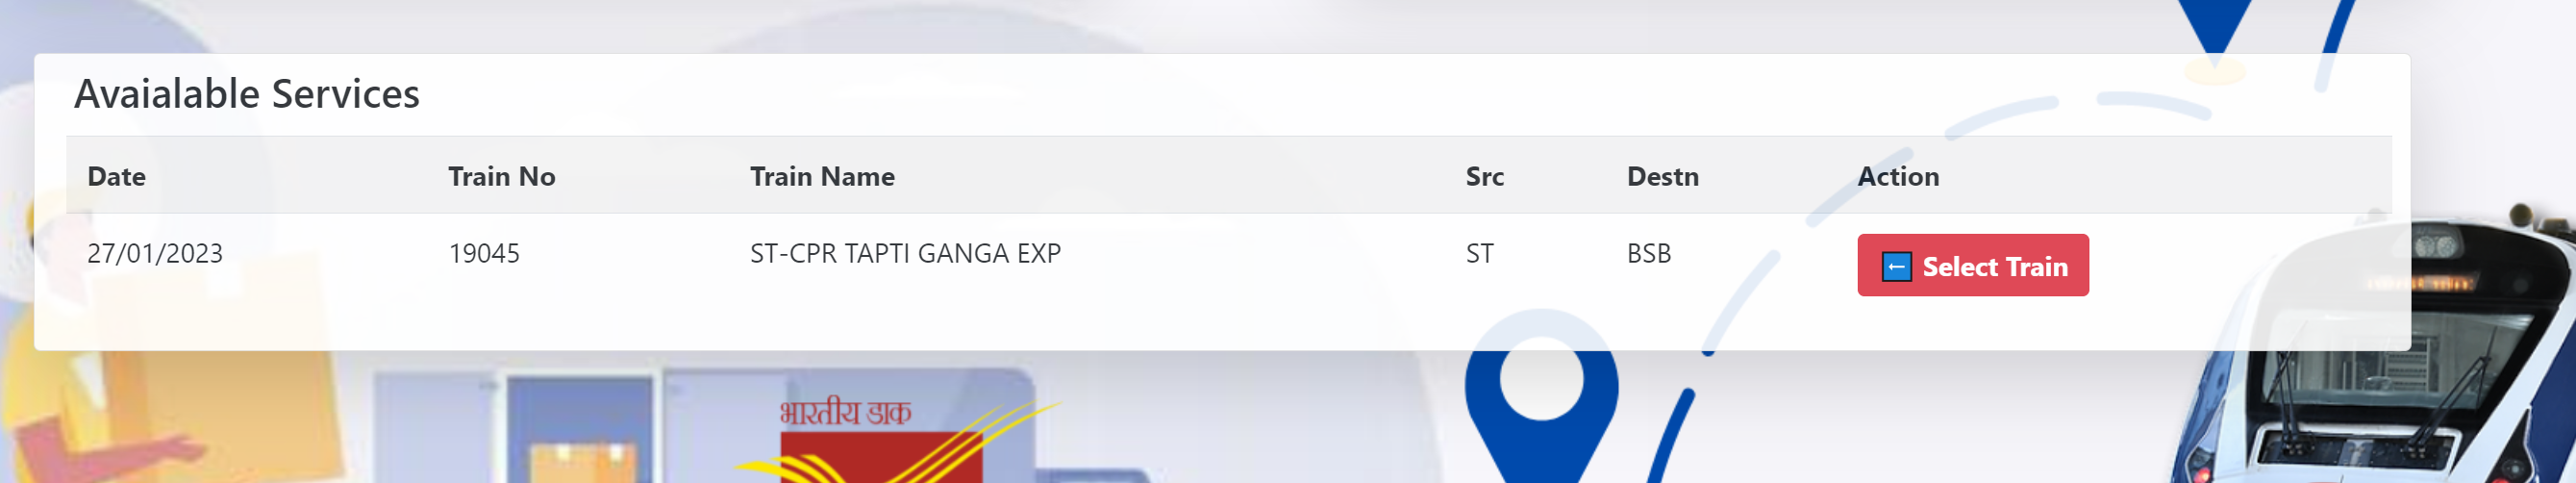 Avaialable Services
Date Train No Train Name Src Destn Action
27/01/2023 19045 ST-CPR TAPTI GANGA EXP ST BSB Select Train
भारतीय डाक